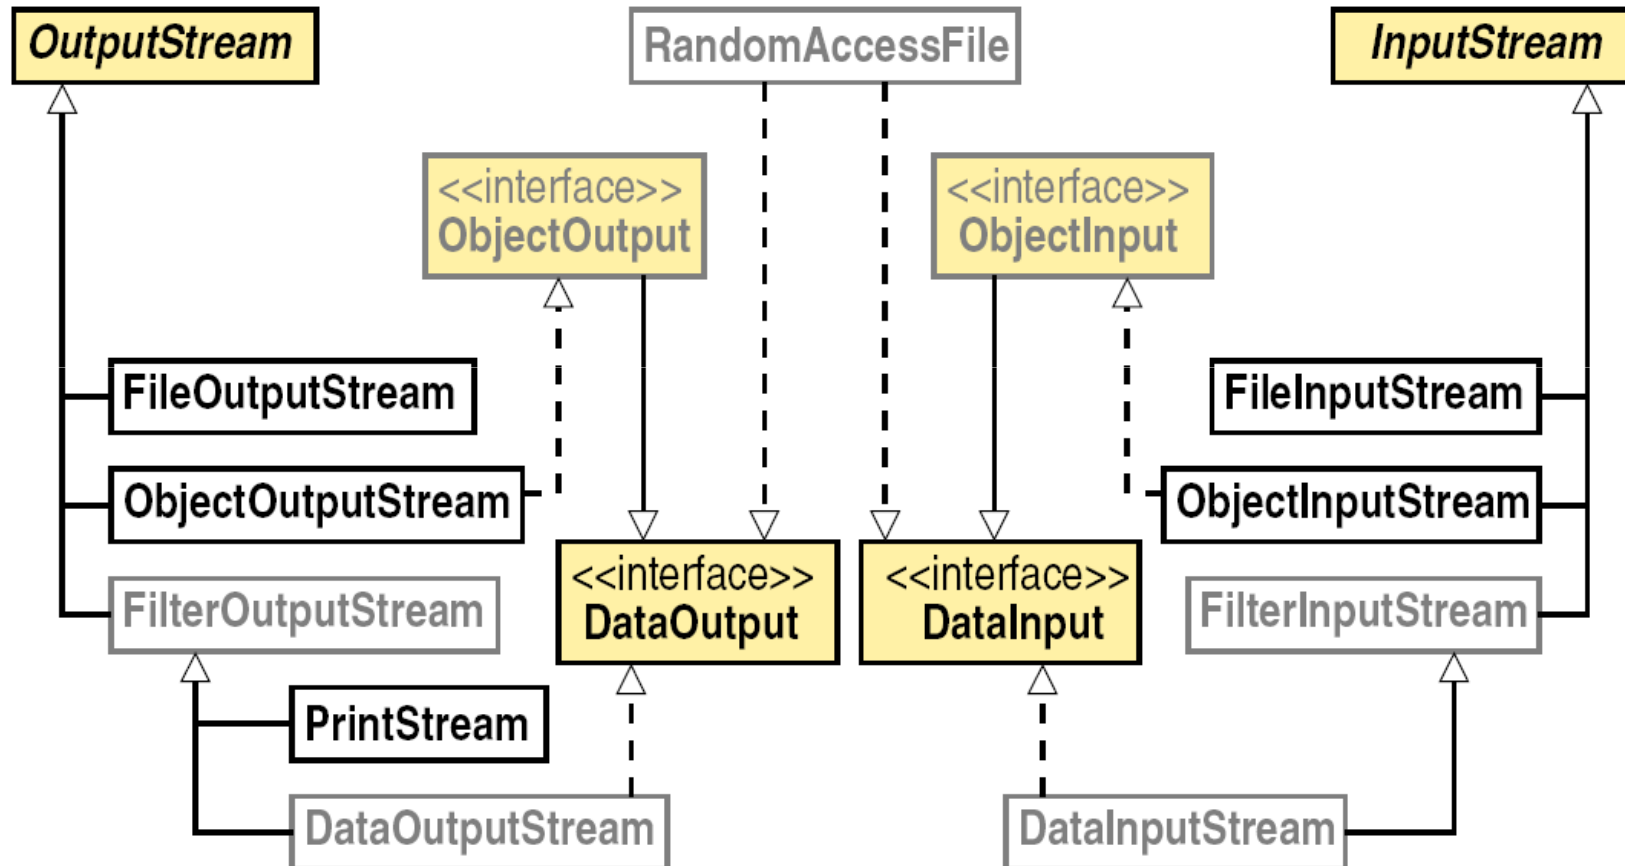 OutputStream
RandomAccessFile
InputStream
<<interface>>
ObjectOutput
<<interface>>
ObjectInput
FileOutputStream
FileInputStream
ObjectOutputStream
ObjectInputStream
<<interface>>
DataOutput
<<interface>>
DataInput
FilterOutputStream
FilterInputStream
PrintStream
DataOutputStream
DataInputStream